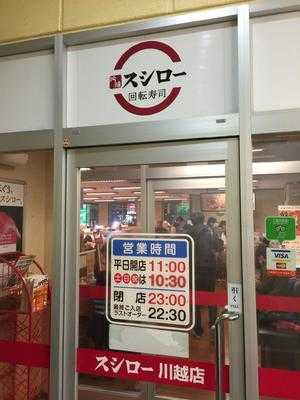 スシロー
回転寿司
営業時間
平日開店 11:00
土日祝は 10:30
閉店 23:00
最終ご入店
ラストオーダー 22:30
引く
PULL
VISA
スシロー 川越店